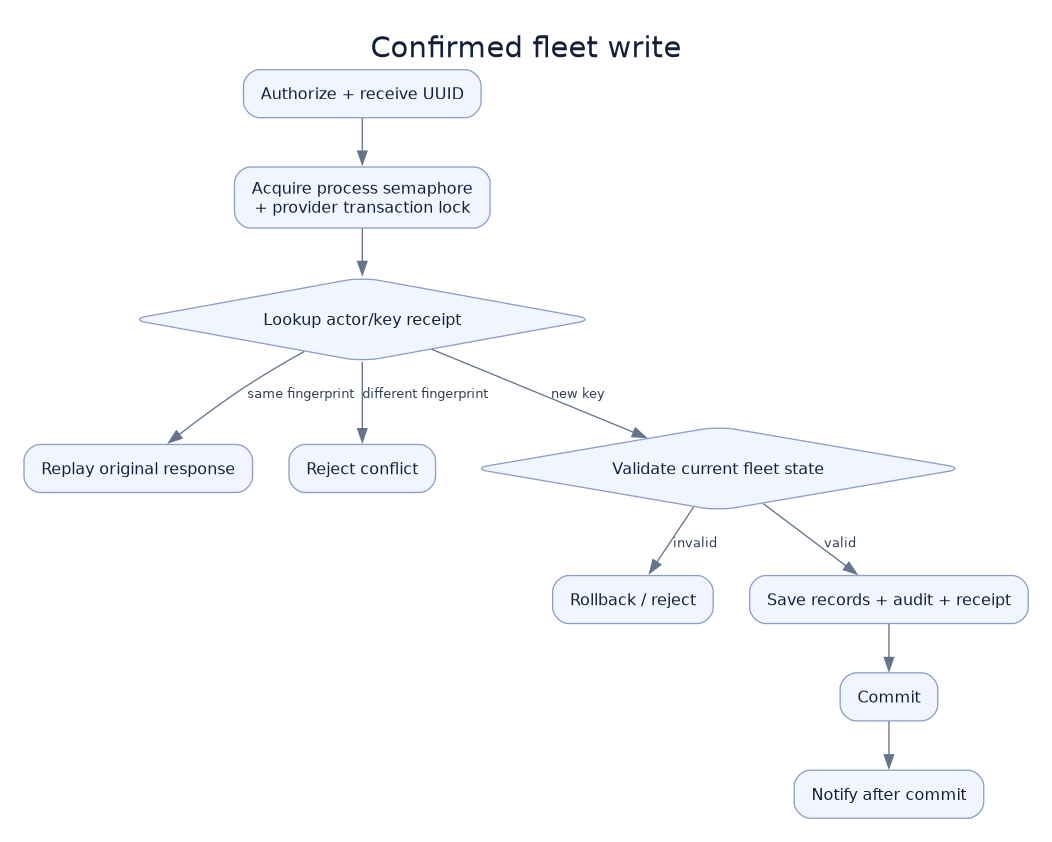 Confirmed fleet write
Authorize + receive UUID
Acquire process semaphore
+ provider transaction lock
Lookup actor/key receipt
same fingerprint
different fingerprint
new key
Replay original response
Reject conflict
Validate current fleet state
invalid
valid
Rollback / reject
Save records + audit + receipt
Commit
Notify after commit